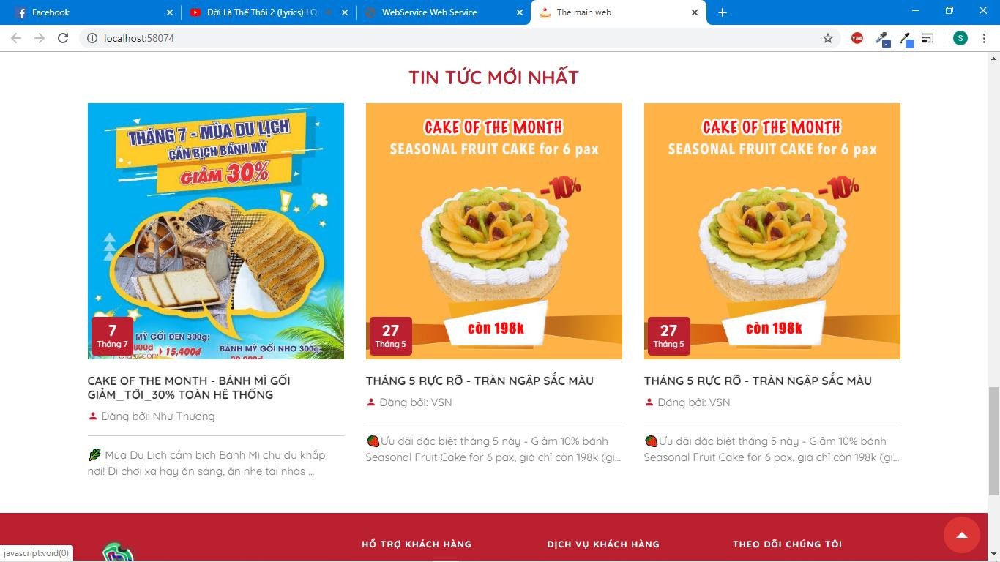 Facebook
Đời Là Thế Thôi 2 (Lyrics) l Q
WebService Web Service
The main web
localhost:58074
YAB
S
TIN TỨC MỚI NHẤT
THÁNG 7 - MÙA DU LỊCH
CẦN BỊCH BÁNH MỲ
GIẢM 30%
MỲ GỐI ĐEN 300g:
000đ
15.400đ
BÁNH MỲ GỐI NHO 300g:
7
Tháng 7
CAKE OF THE MONTH - BÁNH MÌ GỐI
GIẢM_TỚI_30% TOÀN HỆ THỐNG
Đăng bởi: Như Thương
Mùa Du Lịch cầm bịch Bánh Mì chu du khắp
nơi! Đi chơi xa hay ăn sáng, ăn nhẹ tại nhàs ...
CAKE OF THE MONTH
SEASONAL FRUIT CAKE for 6 pax
-10%
còn 198k
27
Tháng 5
THÁNG 5 RỰC RỠ - TRÀN NGẬP SẮC MÀU
Đăng bởi: VSN
Ưu đãi đặc biệt tháng 5 này - Giảm 10% bánh
Seasonal Fruit Cake for 6 pax, giá chỉ còn 198k (gi...
CAKE OF THE MONTH
SEASONAL FRUIT CAKE for 6 pax
-10%
còn 198k
27
Tháng 5
THÁNG 5 RỰC RỠ - TRÀN NGẬP SẮC MÀU
Đăng bởi: VSN
Ưu đãi đặc biệt tháng 5 này - Giảm 10% bánh
Seasonal Fruit Cake for 6 pax, giá chỉ còn 198k (gi...
HỖ TRỢ KHÁCH HÀNG
DỊCH VỤ KHÁCH HÀNG
THEO DÕI CHÚNG TÔI
javascript:void(0)